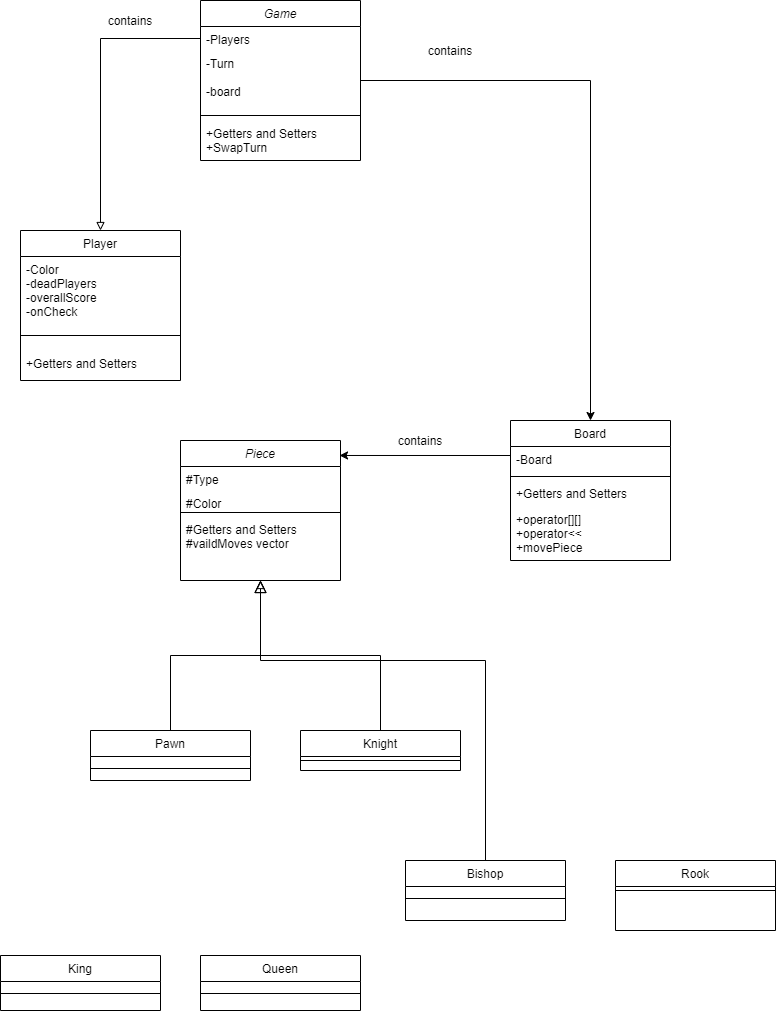 contains
Game
-Players
-Turn
-board
+Getters and Setters
+SwapTurn
contains
Player
-Color
-deadPlayers
-overallScore
-onCheck
+Getters and Setters
Piece
#Type
#Color
#Getters and Setters
#vaildMoves vector
contains
Board
-Board
+Getters and Setters
+operator[][]
+operator<<
+movePiece
Pawn
Knight
Bishop
Rook
King
Queen